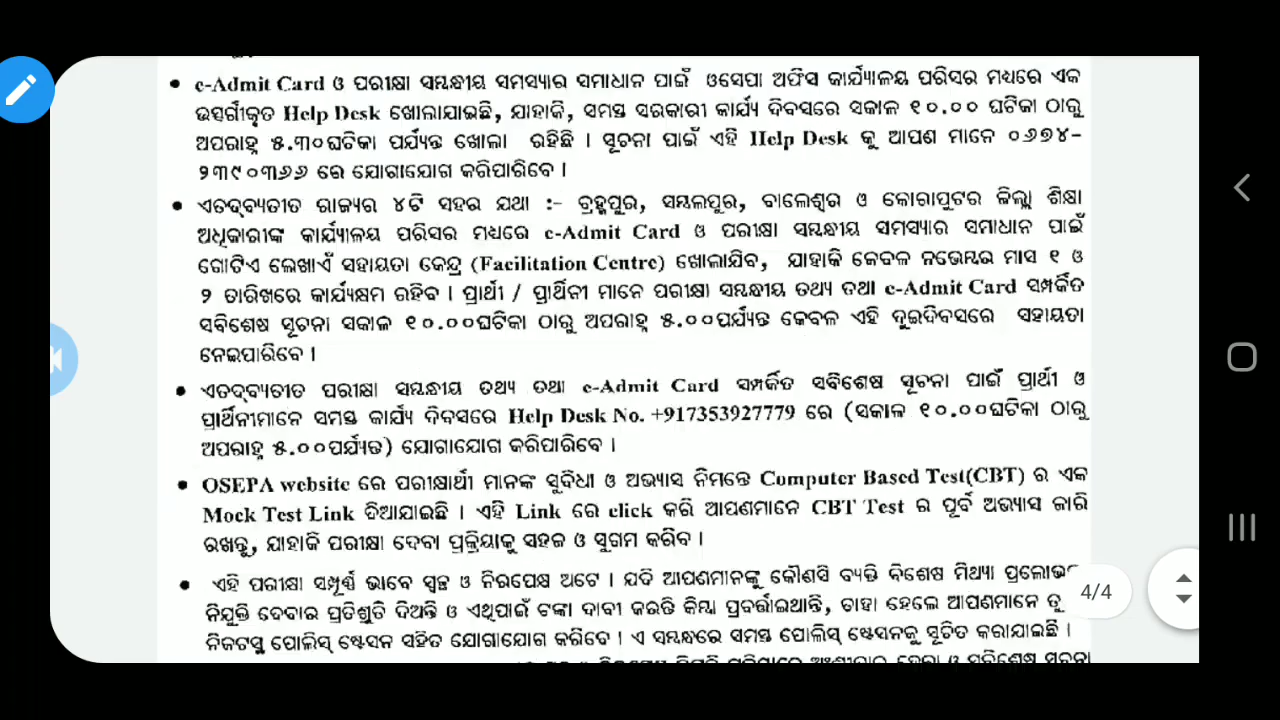 e-Admit Card ଓ ପରୀକ୍ଷା ସମ୍ବନ୍ଧୀୟ ସମସ୍ୟାର ସମାଧାନ ପାଇଁ ଓସେପା ଅଫିସ କାର୍ଯ୍ୟାଳୟ ପରିସର ମଧ୍ୟରେ ଏକ
ଉତ୍ସର୍ଗୀକୃତ Help Desk ଖୋଲାଯାଇଛି, ଯାହାକି, ସମସ୍ତ ସରକାରୀ କାର୍ଯ୍ୟ ଦିବସରେ ସକାଳ ୧୦.୦୦ ଘଟିକା ଠାରୁ
ଅପରାହ୍ନ ୫.୩୦ଘଟିକା ପର୍ଯ୍ୟନ୍ତ ଖୋଲା ରହିଛି । ସୂଚନା ପାଇଁ ଏହି Help Desk କୁ ଆପଣ ମାନେ ୦୬୭୪-
୨୩୯୦୩୬୬ ରେ ଯୋଗାଯୋଗ କରିପାରିବେ ।
ଏତଦ୍‌ବ୍ୟତୀତ ରାଜ୍ୟର ୪ଟି ସହର ଯଥା :- ବ୍ରହ୍ମପୁର, ସମ୍ବଲପୁର, ବାଲେଶ୍ୱର ଓ କୋରାପୁଟର ଜିଲ୍ଲା ଶିକ୍ଷା
ଅଧିକାରୀଙ୍କ କାର୍ଯ୍ୟାଳୟ ପରିସର ମଧ୍ୟରେ e-Admit Card ଓ ପରୀକ୍ଷା ସମ୍ବନ୍ଧୀୟ ସମସ୍ୟାର ସମାଧାନ ପାଇଁ
ଗୋଟିଏ ଲେଖାଏଁ ସହାୟତା କେନ୍ଦ୍ର (Facilitation Centre) ଖୋଲାଯିବ, ଯାହାକି କେବଳ ନଭେମ୍ବର ମାସ ୧ ଓ
୨ ତାରିଖରେ କାର୍ଯ୍ୟକ୍ଷମ ରହିବ । ପ୍ରାର୍ଥୀ / ପ୍ରାର୍ଥିନୀ ମାନେ ପରୀକ୍ଷା ସମ୍ବନ୍ଧୀୟ ତଥ୍ୟ ତଥା e-Admit Card ସମ୍ପର୍କିତ
ସବିଶେଷ ସୂଚନା ସକାଳ ୧୦.୦୦ଘଟିକା ଠାରୁ ଅପରାହ୍ନ ୫.୦୦ପର୍ଯ୍ୟନ୍ତ କେବଳ ଏହି ଦୁଇଦିବସରେ ସହାୟତା
ନେଇପାରିବେ ।
ଏତଦ୍‌ବ୍ୟତୀତ ପରୀକ୍ଷା ସମ୍ବନ୍ଧୀୟ ତଥ୍ୟ ତଥା e-Admit Card ସମ୍ପର୍କିତ ସବିଶେଷ ସୂଚନା ପାଇଁ ପ୍ରାର୍ଥୀ ଓ
ପ୍ରାର୍ଥିନୀମାନେ ସମସ୍ତ କାର୍ଯ୍ୟ ଦିବସରେ Help Desk No. +917353927779 ରେ (ସକାଳ ୧୦.୦୦ଘଟିକା ଠାରୁ
ଅପରାହ୍ନ ୫.୦୦ପର୍ଯ୍ୟତ) ଯୋଗାଯୋଗ କରିପାରିବେ ।
OSEPA website ରେ ପରୀକ୍ଷାର୍ଥୀ ମାନଙ୍କ ସୁବିଧା ଓ ଅଭ୍ୟାସ ନିମନ୍ତେ Computer Based Test(CBT) ର ଏକ
Mock Test Link ଦିଆଯାଇଛି । ଏହି Link ରେ click କରି ଆପଣମାନେ CBT Test ର ପୂର୍ବ ଅଭ୍ୟାସ ଜାରି
ରଖନ୍ତୁ, ଯାହାକି ପରୀକ୍ଷା ଦେବା ପ୍ରକ୍ରିୟାକୁ ସହଜ ଓ ସୁଗମ କରିବ ।
ଏହି ପରୀକ୍ଷା ସମ୍ପୂର୍ଣ୍ଣ ଭାବେ ସ୍ୱଚ୍ଛ ଓ ନିରପେକ୍ଷ ଅଟେ । ଯଦି ଆପଣମାନଙ୍କୁ କୌଣସି ବ୍ୟକ୍ତି ବିଶେଷ ମିଥ୍ୟା
ନିଯୁକ୍ତି ଦେବାର ପ୍ରତିଶ୍ରୁତି ଦିଅନ୍ତି ଓ ଏଥିପାଇଁ ଟଙ୍କା ଦାବୀ କରନ୍ତି କିମ୍ବା ପ୍ରବର୍ତ୍ତାଇଥାନ୍ତି, ତାହା ହେଲେ ଆପଣମାନେ
ନିକଟସ୍ଥ ପୋଲିସ୍ ଷ୍ଟେସନ ସହିତ ଯୋଗାଯୋଗ କରିବେ । ଏ ସମ୍ବନ୍ଧରେ ସମସ୍ତ ପୋଲିସ୍ ଷ୍ଟେସନକୁ ସୂଚିତ କରାଯାଇଛି ।
4/4